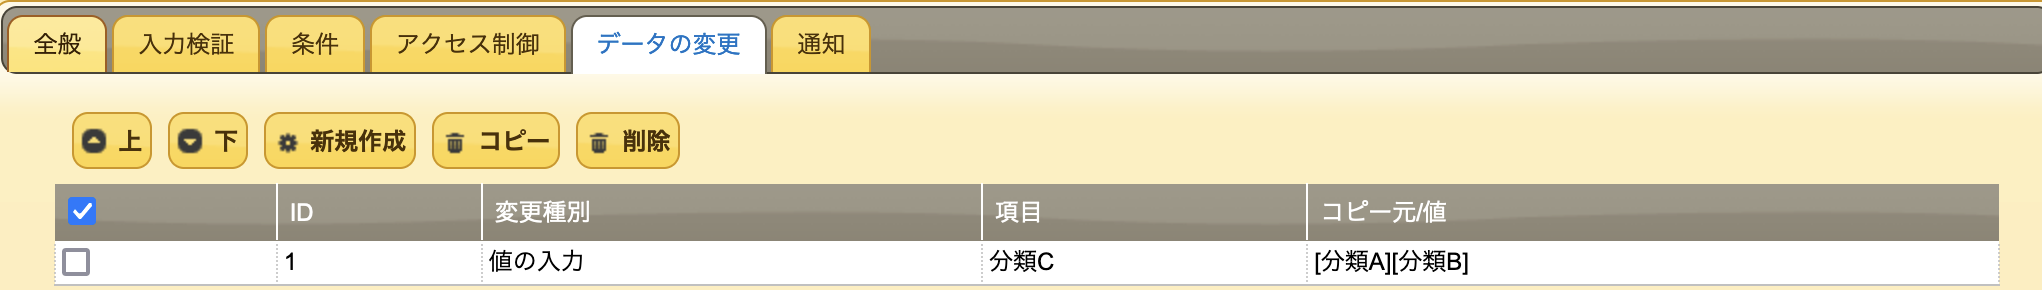 全般 入力検証 条件 アクセス制御 データの変更 通知
上 下 新規作成 コピー 削除
ID 変更種別 項目 コピー元/値
1 値の入力 分類C [分類A][分類B]